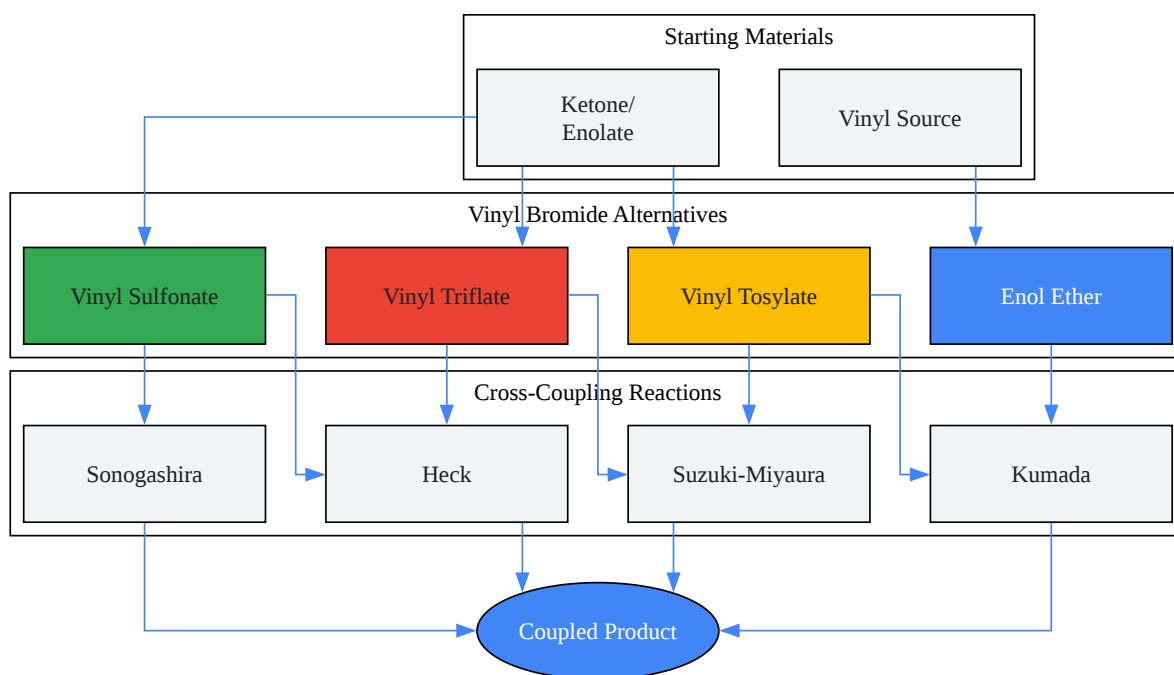 Starting Materials
Ketone/
Enolate
Vinyl Source
Vinyl Bromide Alternatives
Vinyl Sulfonate
Vinyl Triflate
Vinyl Tosylate
Enol Ether
Cross-Coupling Reactions
Sonogashira
Heck
Suzuki-Miyaura
Kumada
Coupled Product